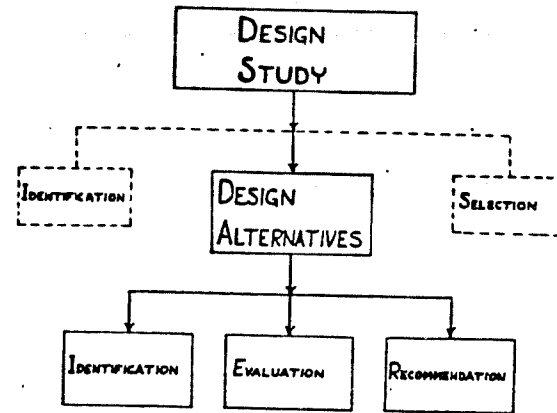 DESIGN
STUDY
IDENTIFICATION
DESIGN
ALTERNATIVES
SELECTION
IDENTIFICATION
EVALUATION
RECOMMENDATION